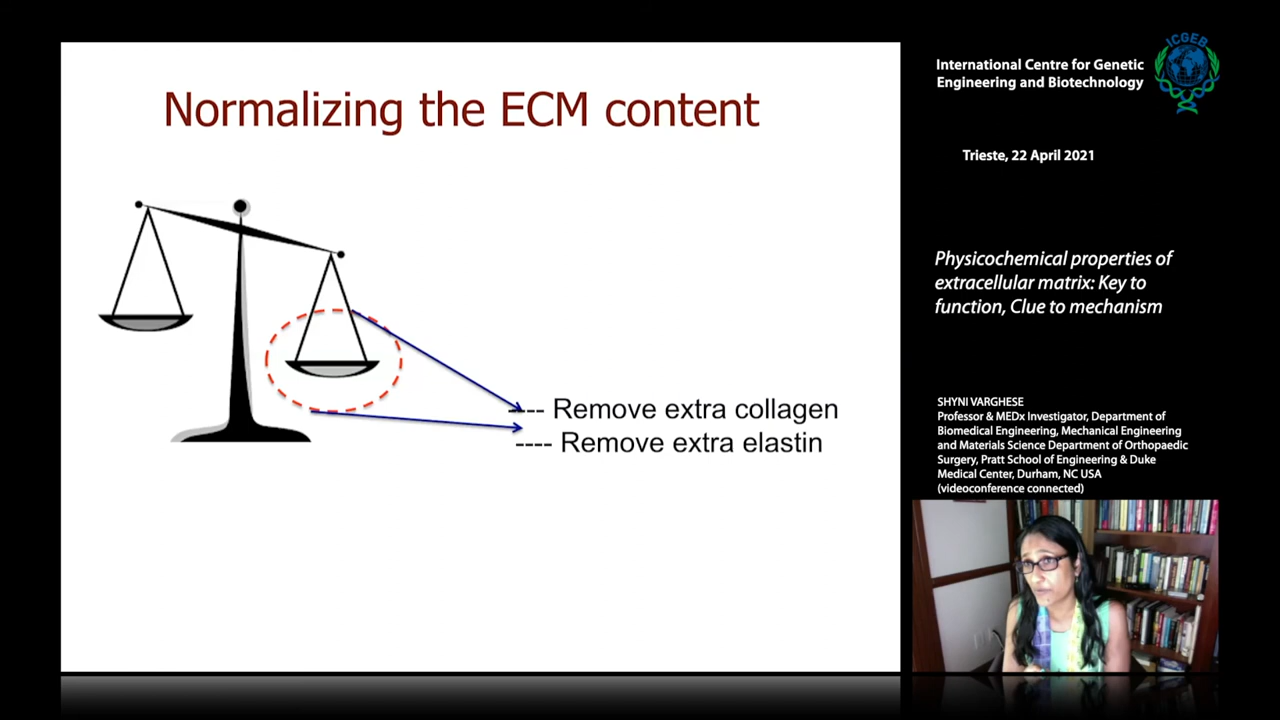 Normalizing the ECM content
---- Remove extra collagen
---- Remove extra elastin
International Centre for Genetic
Engineering and Biotechnology
ICGEB
Trieste, 22 April 2021
Physicochemical properties of
extracellular matrix: Key to
function, Clue to mechanism
SHYNI VARGHESE
Professor & MEDx Investigator, Department of
Biomedical Engineering, Mechanical Engineering
and Materials Science Department of Orthopaedic
Surgery, Pratt School of Engineering & Duke
Medical Center, Durham, NC USA
(videoconference connected)